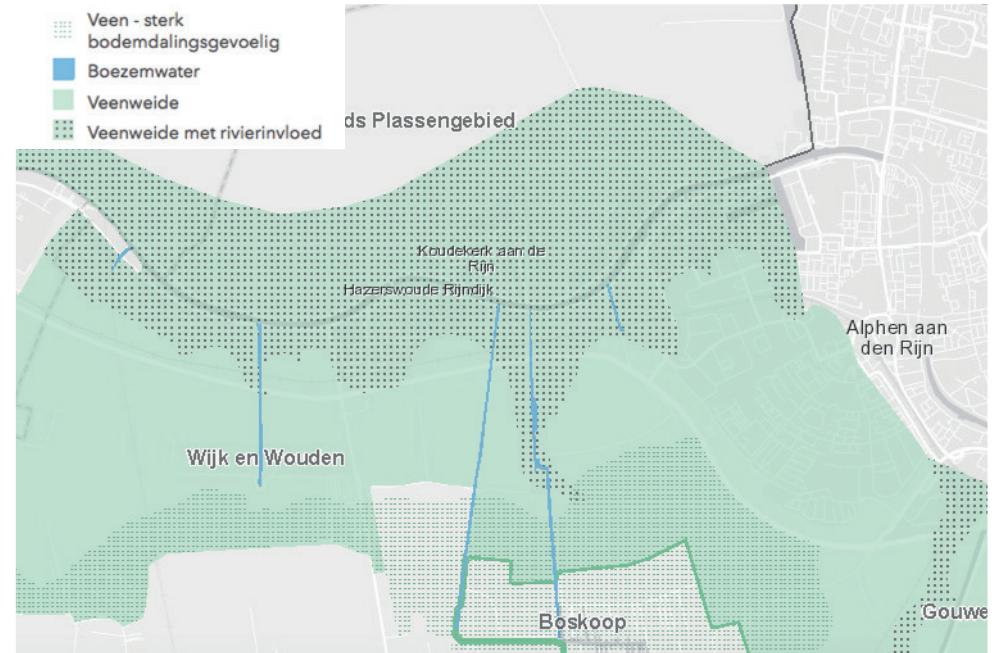 Veen - sterk
bodemdalingsgevoelig
Boezemwater
Veenweide
Veenweide met rivierinvloed
ds Plassengebied
Koudekerk aan de
Rijn
Hazerswoude Rijndijk
Alphen aan
den Rijn
Wijk en Wouden
Boskoop
Gouwe